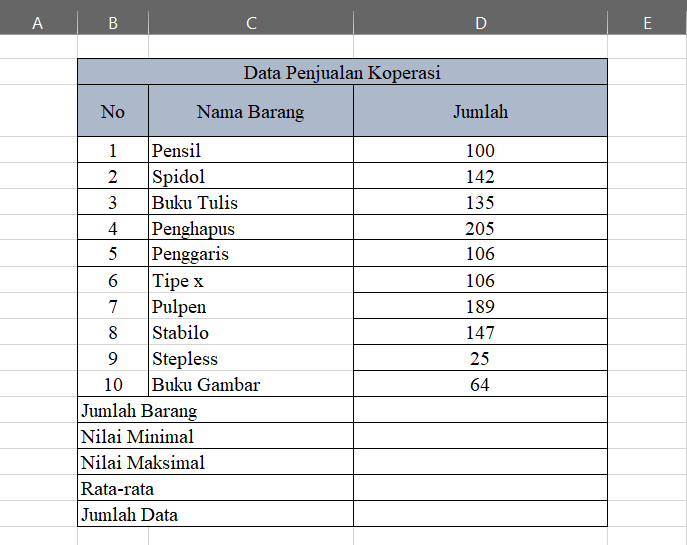 A B C D E
Data Penjualan Koperasi
No Nama Barang Jumlah
1 Pensil 100
2 Spidol 142
3 Buku Tulis 135
4 Penghapus 205
5 Penggaris 106
6 Tipe x 106
7 Pulpen 189
8 Stabilo 147
9 Stepless 25
10 Buku Gambar 64
Jumlah Barang
Nilai Minimal
Nilai Maksimal
Rata-rata
Jumlah Data